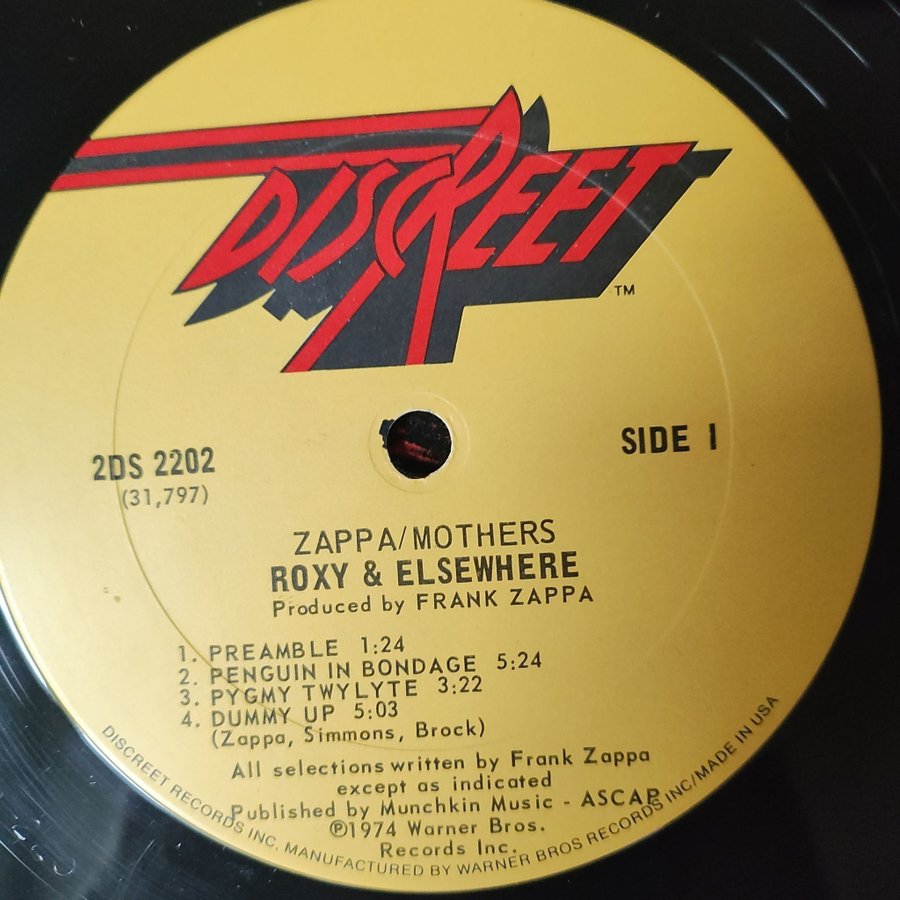 DISCREET
TM
SIDE 1
2DS 2202
(31,797)
ZAPPA/MOTHERS
ROXY & ELSEWHERE
Produced by FRANK ZAPPA
1. PREAMBLE 1:24
2. PENGUIN IN BONDAGE 5:24
3. PYGMY TWYLYTE 3:22
4. DUMMY UP 5:03
(Zappa, Simmons, Brock)
All selections written by Frank Zappa
except as indicated
Published by Munchkin Music - ASCAP
℗1974 Warner Bros.
Records Inc.
DISCREET RECORDS INC. MANUFACTURED BY WARNER BROS RECORDS INC/MADE IN USA